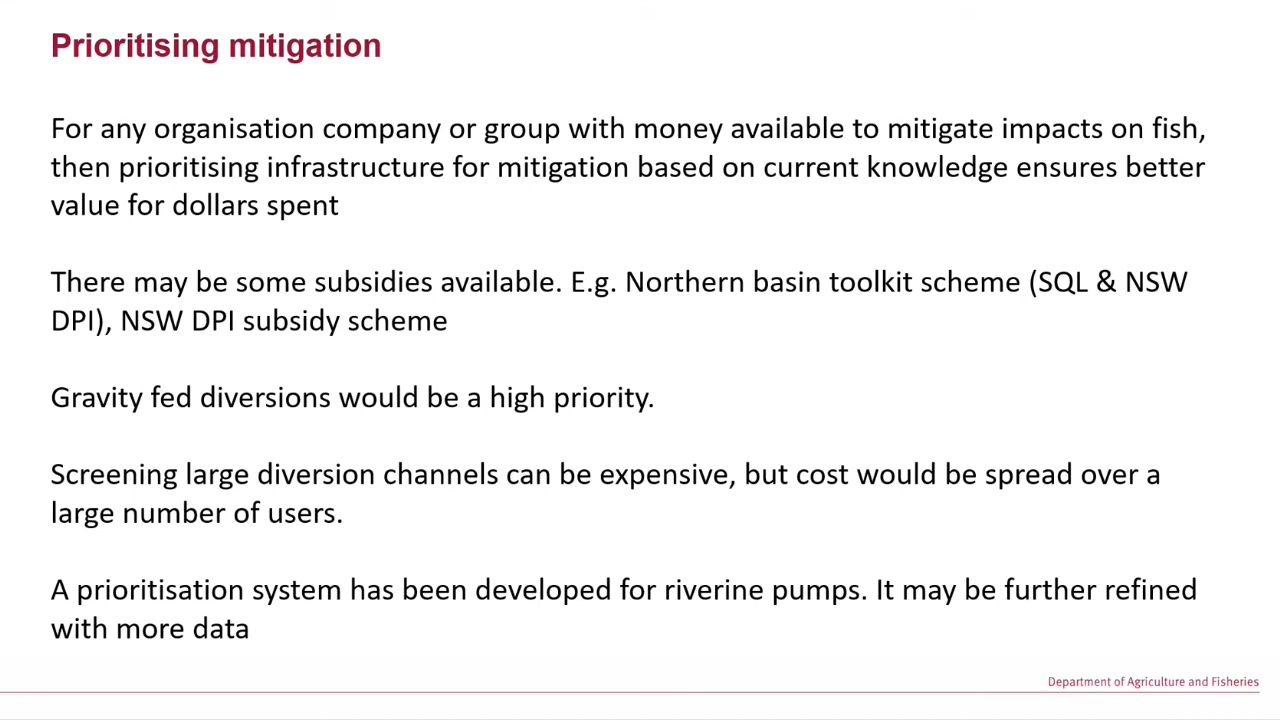 Prioritising mitigation
For any organisation company or group with money available to mitigate impacts on fish,
then prioritising infrastructure for mitigation based on current knowledge ensures better
value for dollars spent
There may be some subsidies available. E.g. Northern basin toolkit scheme (SQL & NSW
DPI), NSW DPI subsidy scheme
Gravity fed diversions would be a high priority.
Screening large diversion channels can be expensive, but cost would be spread over a
large number of users.
A prioritisation system has been developed for riverine pumps. It may be further refined
with more data
Department of Agriculture and Fisheries